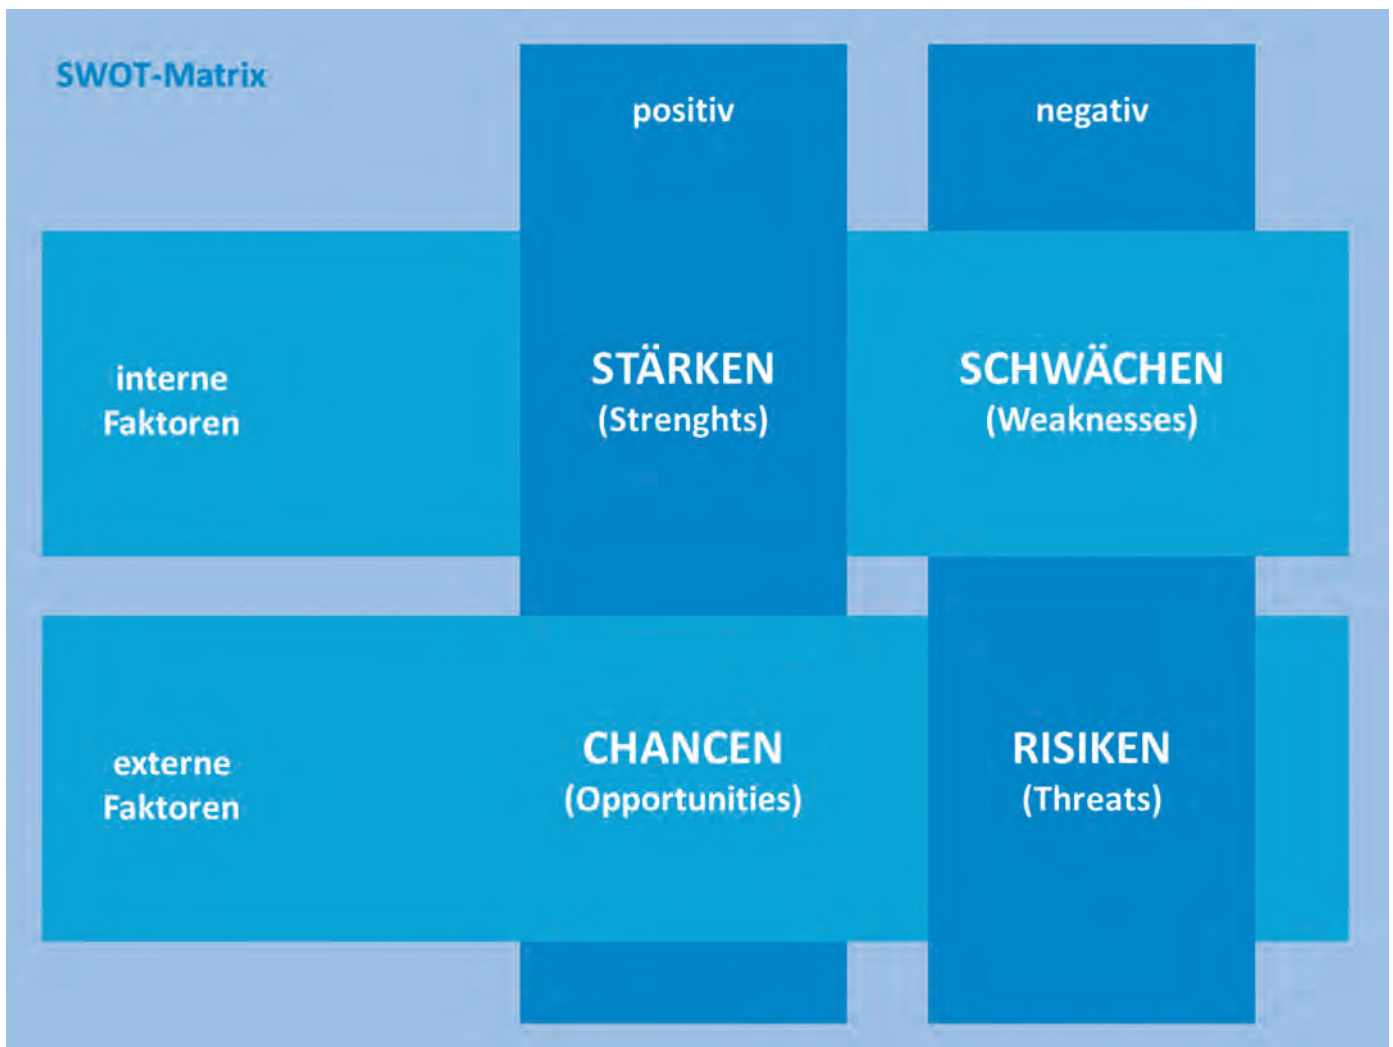 SWOT-Matrix
positiv
negativ
interne
Faktoren
STÄRKEN
(Strenghts)
SCHWÄCHEN
(Weaknesses)
externe
Faktoren
CHANCEN
(Opportunities)
RISIKEN
(Threats)